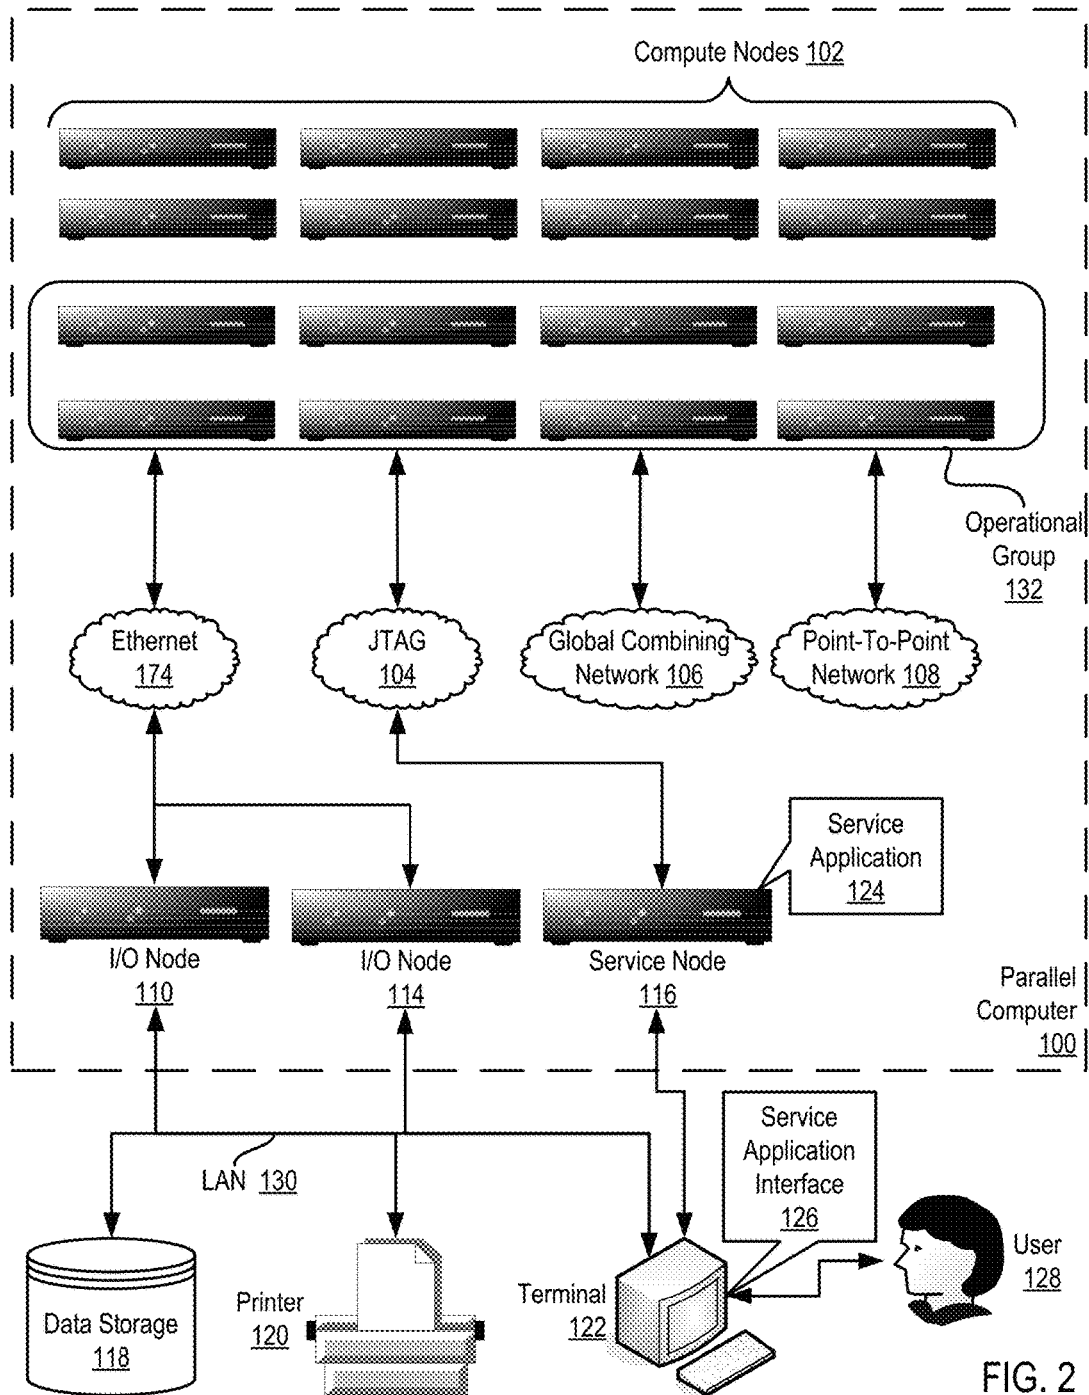 Compute Nodes 102
Operational
Group
132
Ethernet
174
JTAG
104
Global Combining
Network 106
Point-To-Point
Network 108
Service
Application
124
I/O Node
110
I/O Node
114
Service Node
116
Parallel
Computer
100
Service
Application
Interface
126
LAN 130
Data Storage
118
Printer
120
Terminal
122
User
128
FIG. 2